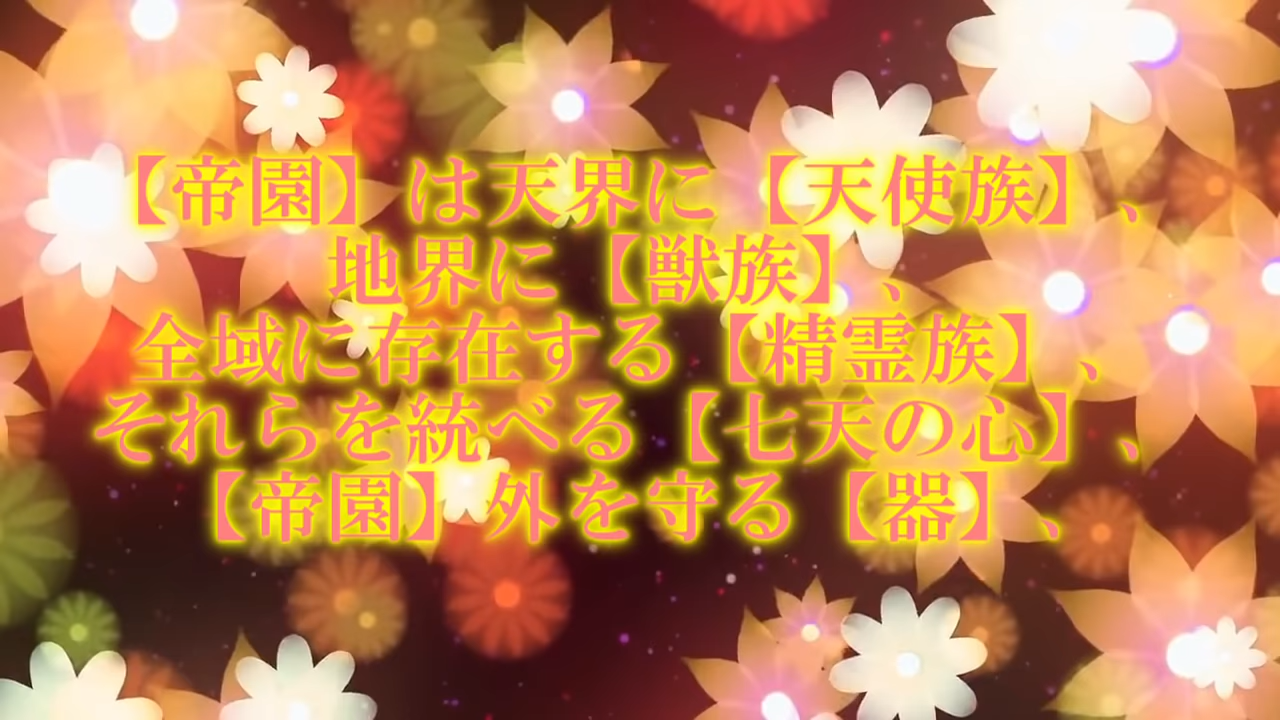 【帝園】は天界に【天使族】、
地界に【獣族】、
全域に存在する【精霊族】、
それらを統べる【七天の心】、
【帝園】外を守る【器】、